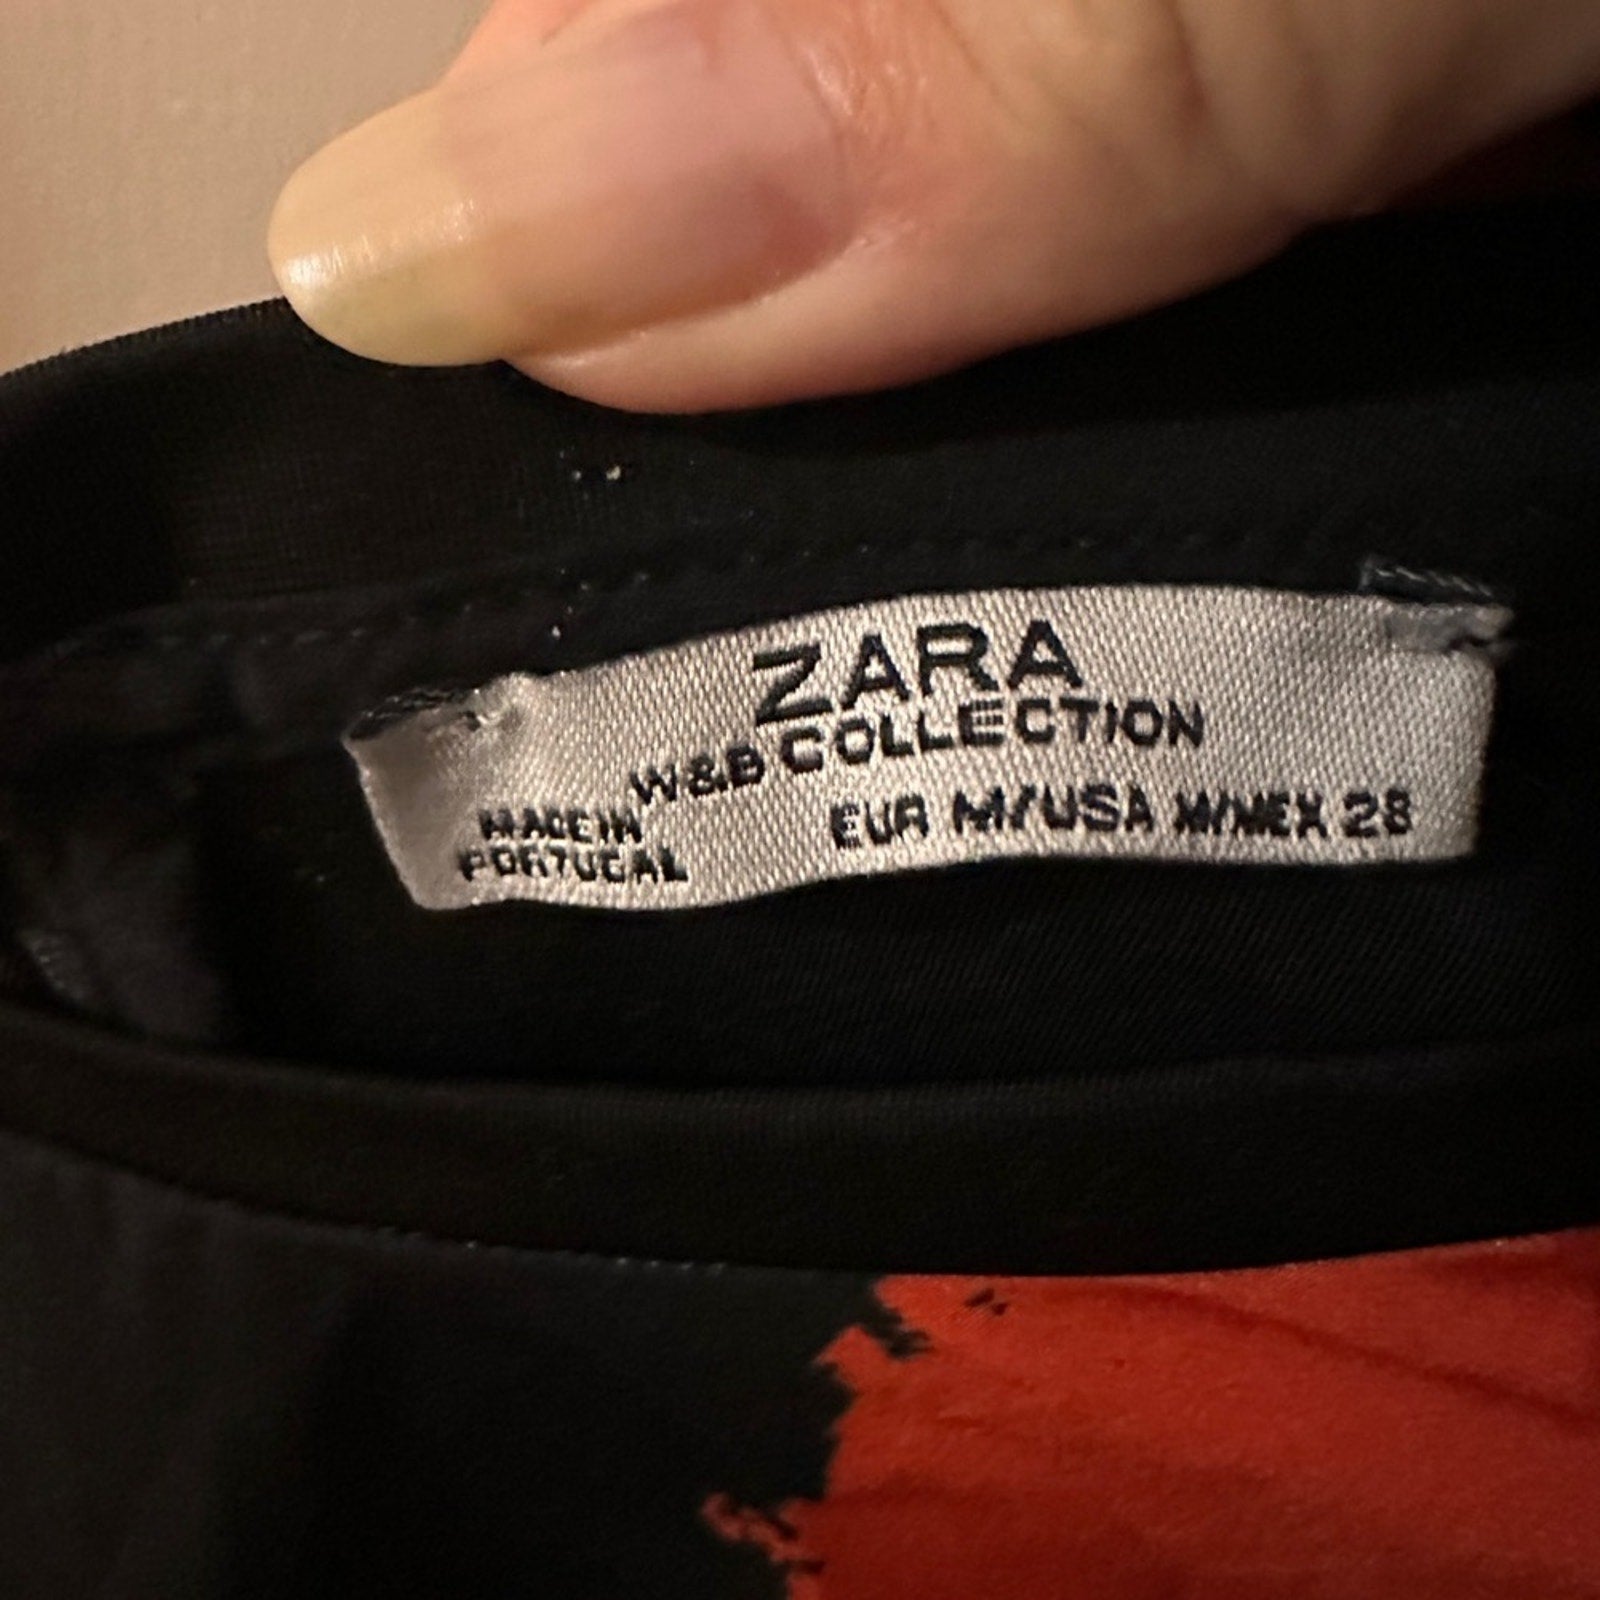 ZARA
W&B COLLECTION
MADE IN
PORTUGAL
EUR M/USA M/MEX 28